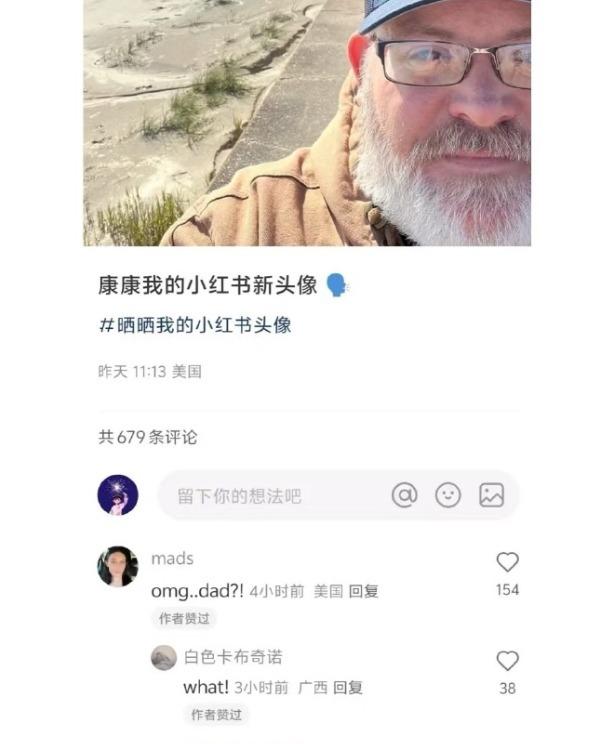 康康我的小红书新头像
#晒晒我的小红书头像
昨天 11:13 美国
共679条评论
留下你的想法吧
mads
omg..dad?! 4小时前 美国 回复
154
作者赞过
白色卡布奇诺
what! 3小时前 广西 回复
38
作者赞过